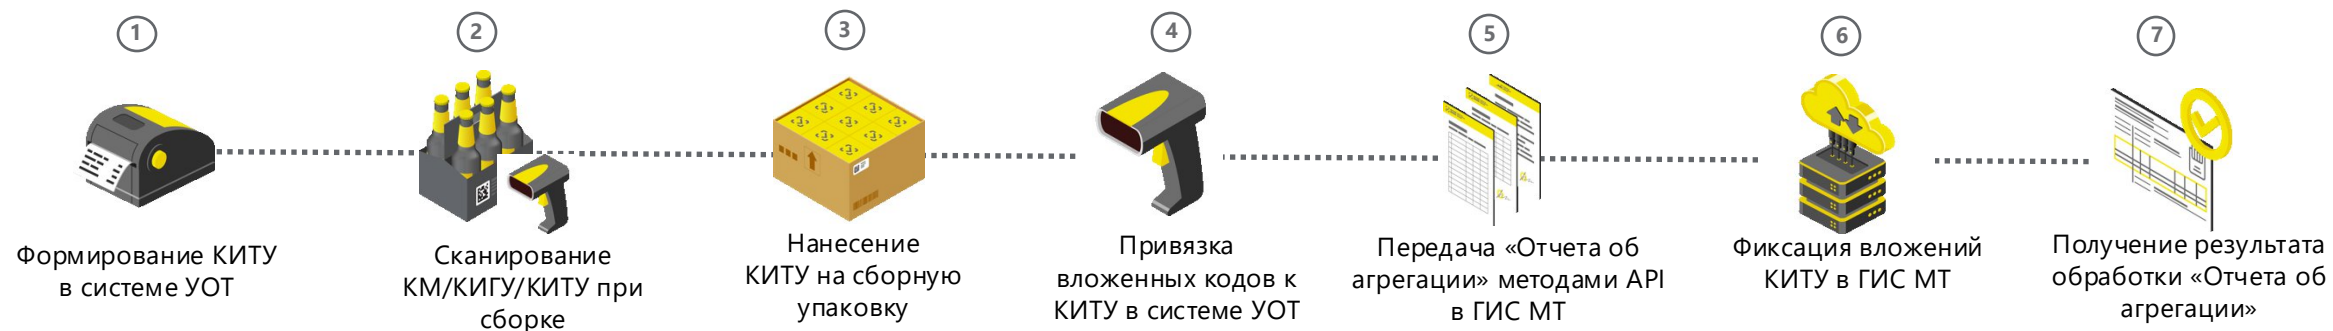 1
Формирование КИТУ
в системе УОТ
2
Сканирование
КМ/КИГУ/КИТУ при
сборке
3
Нанесение
КИТУ на сборную
упаковку
4
Привязка
вложенных кодов к
КИТУ в системе УОТ
5
Передача «Отчета об
агрегации» методами API
в ГИС МТ
6
Фиксация вложений
КИТУ в ГИС МТ
7
Получение результата
обработки «Отчета об
агрегации»